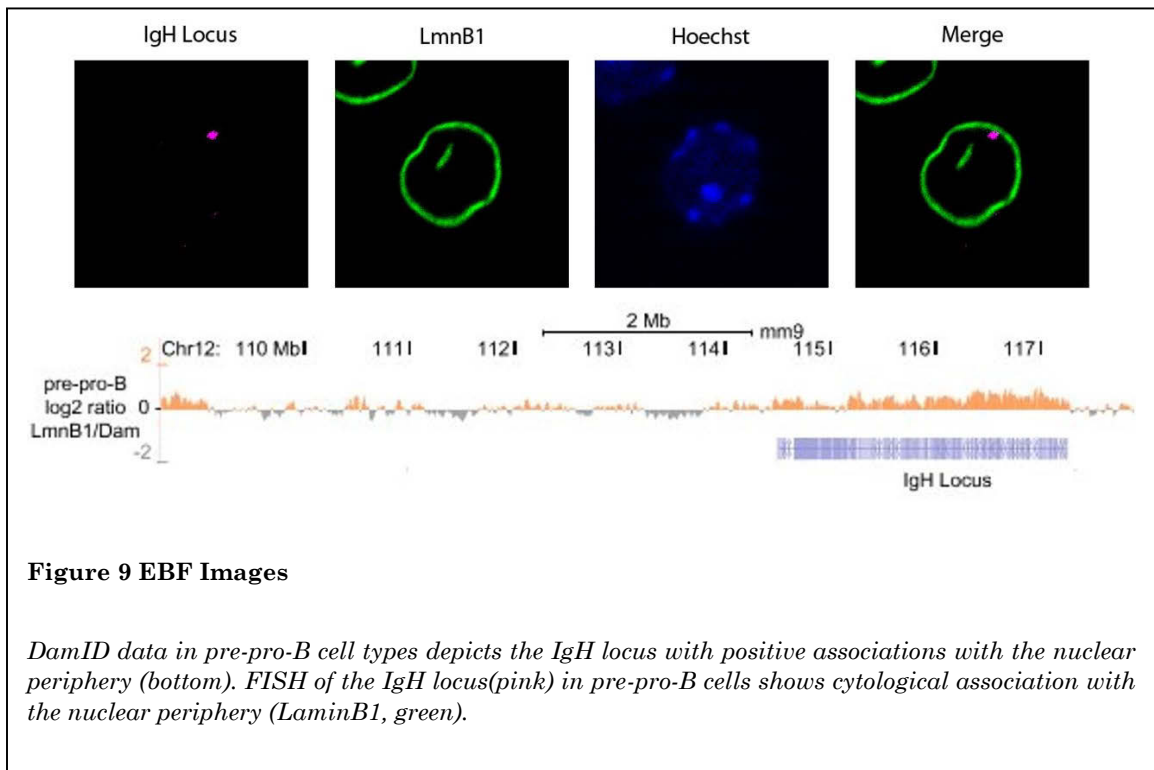 IgH Locus LmnB1 Hoechst Merge
2 Mb mm9
Chr12: 110 Mb 111 112 113 114 115 116 117
2
pre-pro-B
log2 ratio 0
LmnB1/Dam
-2
IgH Locus
Figure 9 EBF Images
DamID data in pre-pro-B cell types depicts the IgH locus with positive associations with the nuclear
periphery (bottom). FISH of the IgH locus(pink) in pre-pro-B cells shows cytological association with
the nuclear periphery (LaminB1, green).